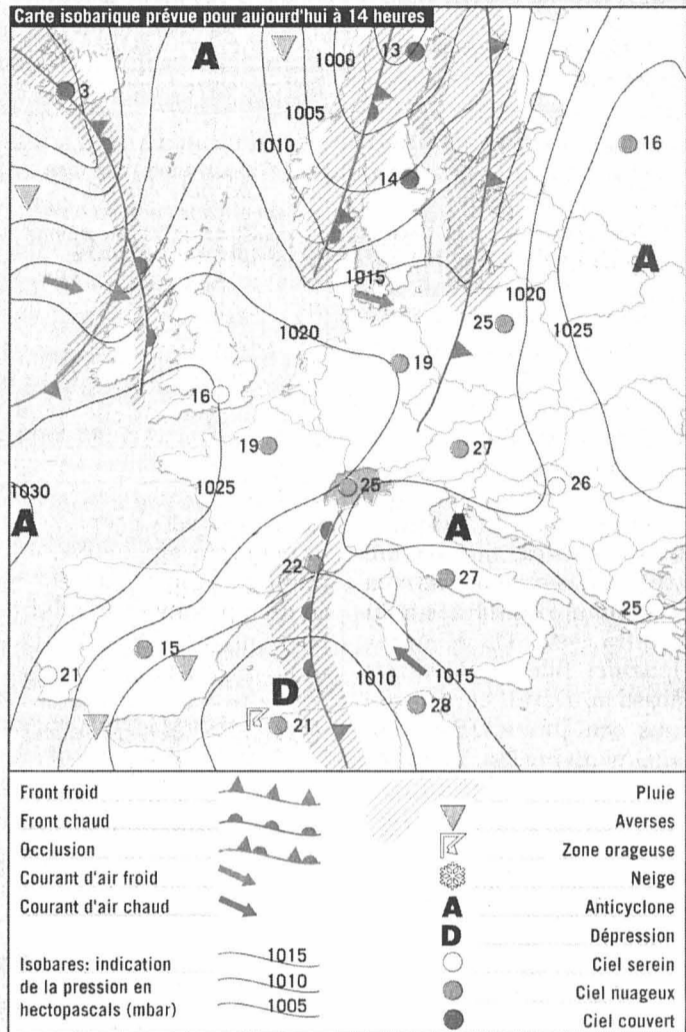 Carte isobarique prévue pour aujourd'hui à 14 heures
A
13
1000
3
1005
1010
16
14
A
1015
1020
1020
25
1025
19
16
19
27
1030
1025
25
26
A
A
22
27
25
15
21
1010
1015
D
28
21
Front froid
Front chaud
Occlusion
Courant d'air froid
Courant d'air chaud
Isobares: indication
de la pression en
hectopascals (mbar)
1015
1010
1005
Pluie
Averses
Zone orageuse
Neige
A Anticyclone
D Dépression
Ciel serein
Ciel nuageux
Ciel couvert